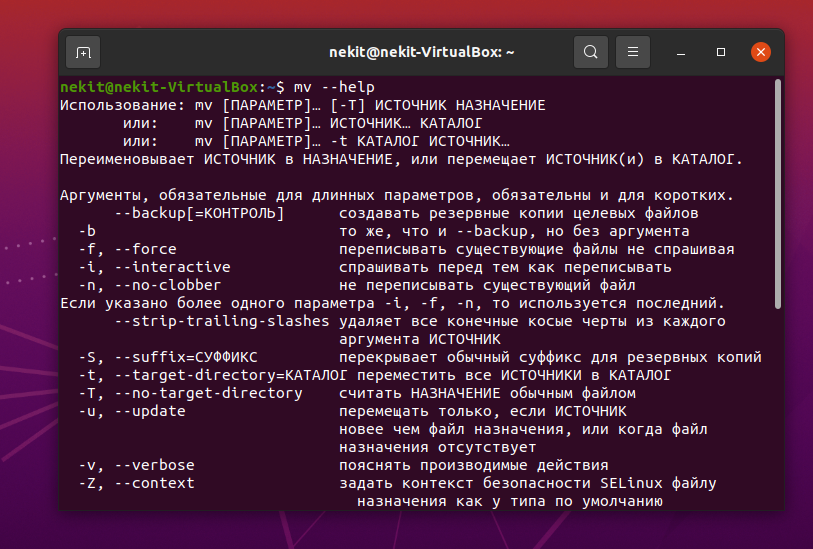 nekit@nekit-VirtualBox: ~
nekit@nekit-VirtualBox:~$ mv --help
Использование: mv [ПАРАМЕТР]… [-T] ИСТОЧНИК НАЗНАЧЕНИЕ
или: mv [ПАРАМЕТР]… ИСТОЧНИК… КАТАЛОГ
или: mv [ПАРАМЕТР]… -t КАТАЛОГ ИСТОЧНИК…
Переименовывает ИСТОЧНИК в НАЗНАЧЕНИЕ, или перемещает ИСТОЧНИК(и) в КАТАЛОГ.
Аргументы, обязательные для длинных параметров, обязательны и для коротких.
--backup[=КОНТРОЛЬ] создавать резервные копии целевых файлов
-b то же, что и --backup, но без аргумента
-f, --force переписывать существующие файлы не спрашивая
-i, --interactive спрашивать перед тем как переписывать
-n, --no-clobber не переписывать существующий файл
Если указано более одного параметра -i, -f, -n, то используется последний.
--strip-trailing-slashes удаляет все конечные косые черты из каждого
аргумента ИСТОЧНИК
-S, --suffix=СУФФИКС перекрывает обычный суффикс для резервных копий
-t, --target-directory=КАТАЛОГ переместить все ИСТОЧНИКИ в КАТАЛОГ
-T, --no-target-directory считать НАЗНАЧЕНИЕ обычным файлом
-u, --update перемещать только, если ИСТОЧНИК
новее чем файл назначения, или когда файл
назначения отсутствует
-v, --verbose пояснять производимые действия
-Z, --context задать контекст безопасности SELinux файлу
назначения как у типа по умолчанию